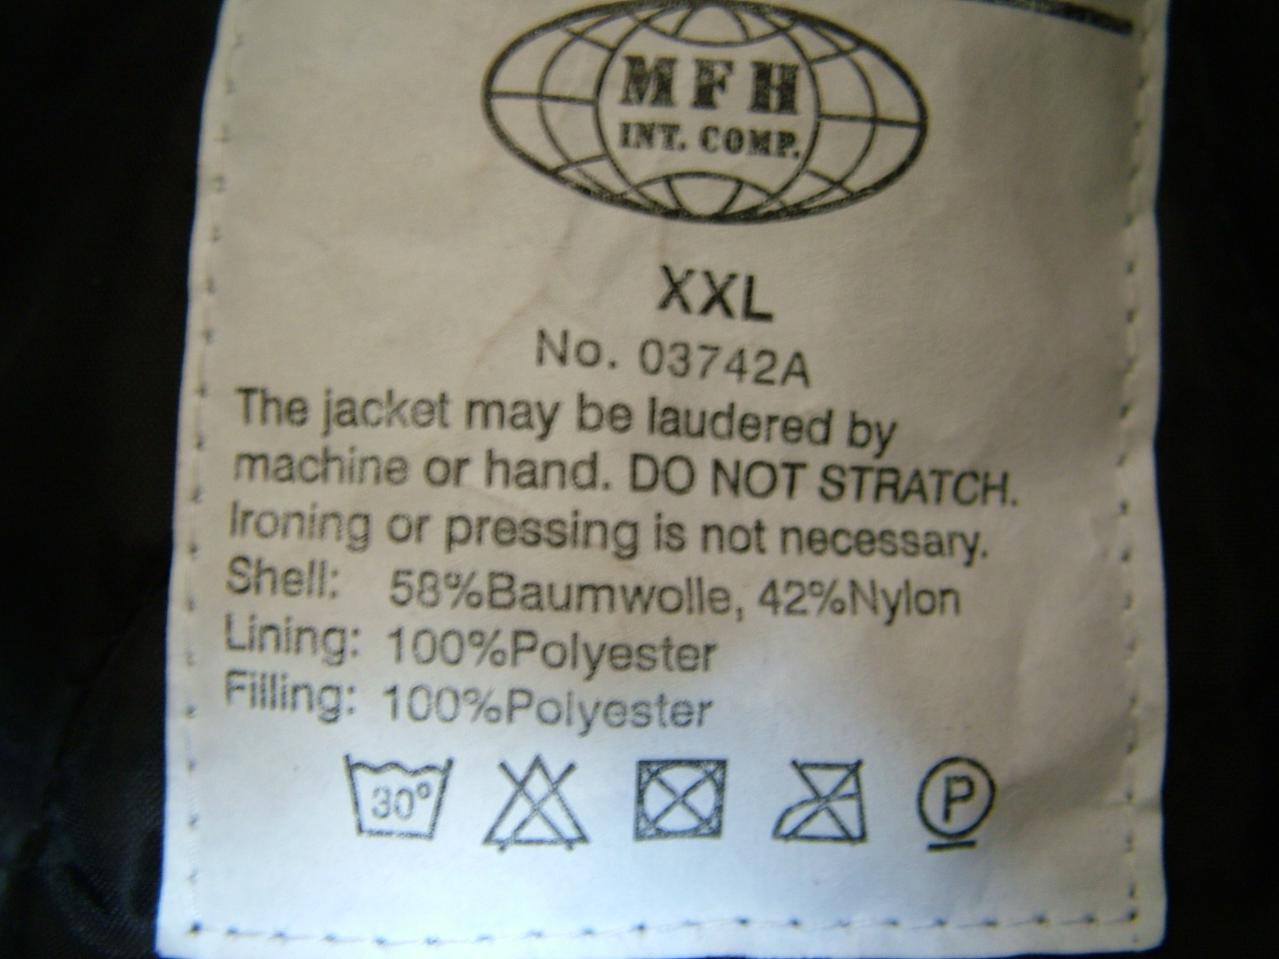 MFH
INT. COMP.
XXL
No. 03742A
The jacket may be laudered by
machine or hand. DO NOT STRATCH.
Ironing or pressing is not necessary.
Shell: 58%Baumwolle, 42%Nylon
Lining: 100%Polyester
Filling: 100%Polyester
30° P